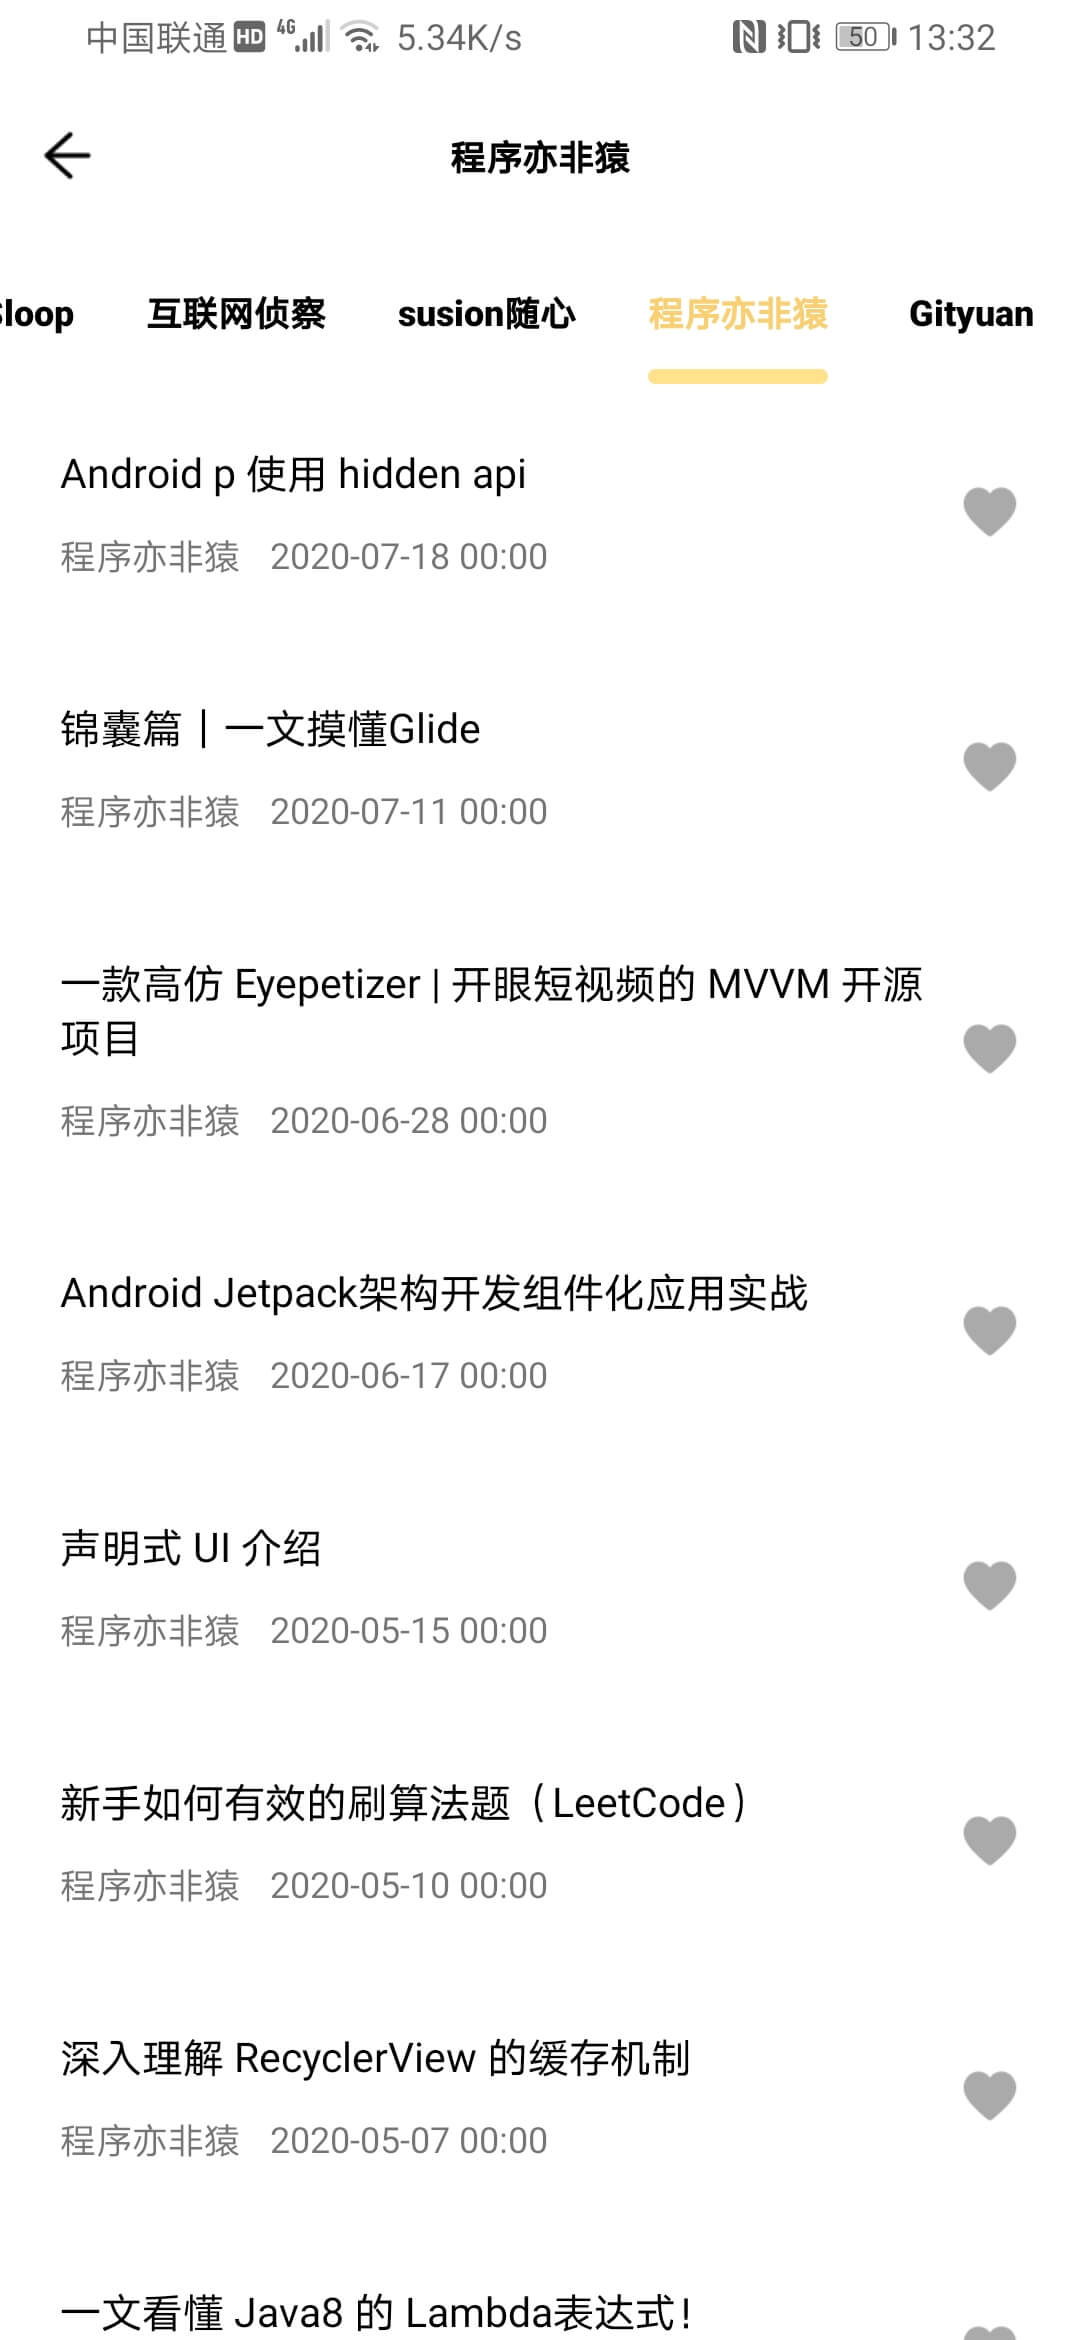 中国联通 HD 4G 5.34K/s 50 13:32
程序亦非猿
loop 互联网侦察 susion随心 程序亦非猿 Gityuan
Android p 使用 hidden api
程序亦非猿 2020-07-18 00:00
锦囊篇｜一文摸懂Glide
程序亦非猿 2020-07-11 00:00
一款高仿 Eyepetizer | 开眼短视频的 MVVM 开源
项目
程序亦非猿 2020-06-28 00:00
Android Jetpack架构开发组件化应用实战
程序亦非猿 2020-06-17 00:00
声明式 UI 介绍
程序亦非猿 2020-05-15 00:00
新手如何有效的刷算法题（LeetCode）
程序亦非猿 2020-05-10 00:00
深入理解 RecyclerView 的缓存机制
程序亦非猿 2020-05-07 00:00
一文看懂 Java8 的 Lambda表达式！